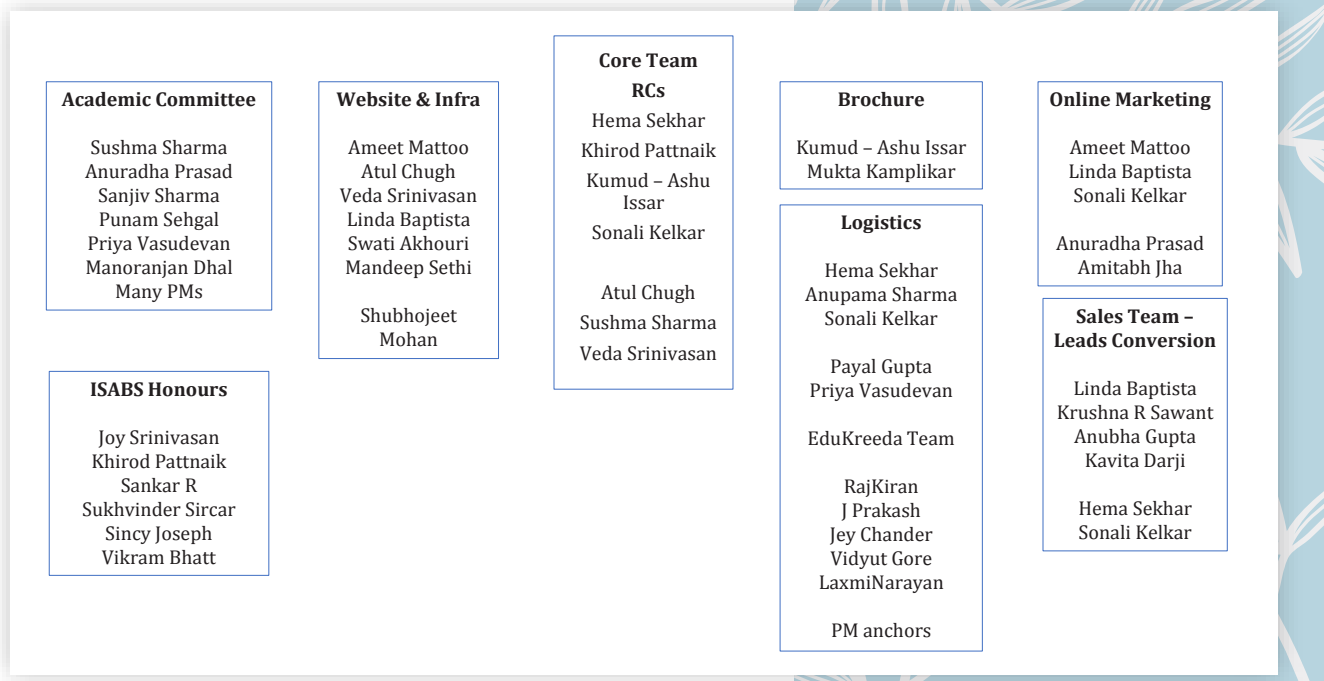 Academic Committee
Sushma Sharma
Anuradha Prasad
Sanjiv Sharma
Punam Sehgal
Priya Vasudevan
Manoranjan Dhal
Many PMs
ISABS Honours
Joy Srinivasan
Khirod Pattnaik
Sankar R
Sukhvinder Sircar
Sincy Joseph
Vikram Bhatt
Website & Infra
Ameet Mattoo
Atul Chugh
Veda Srinivasan
Linda Baptista
Swati Akhouri
Mandeep Sethi
Shubhojeet
Mohan
Core Team
RCs
Hema Sekhar
Khirod Pattnaik
Kumud – Ashu
Issar
Sonali Kelkar
Atul Chugh
Sushma Sharma
Veda Srinivasan
Brochure
Kumud – Ashu Issar
Mukta Kamplikar
Logistics
Hema Sekhar
Anupama Sharma
Sonali Kelkar
Payal Gupta
Priya Vasudevan
EduKreeda Team
RajKiran
J Prakash
Jey Chander
Vidyut Gore
LaxmiNarayan
PM anchors
Online Marketing
Ameet Mattoo
Linda Baptista
Sonali Kelkar
Anuradha Prasad
Amitabh Jha
Sales Team –
Leads Conversion
Linda Baptista
Krushna R Sawant
Anubha Gupta
Kavita Darji
Hema Sekhar
Sonali Kelkar